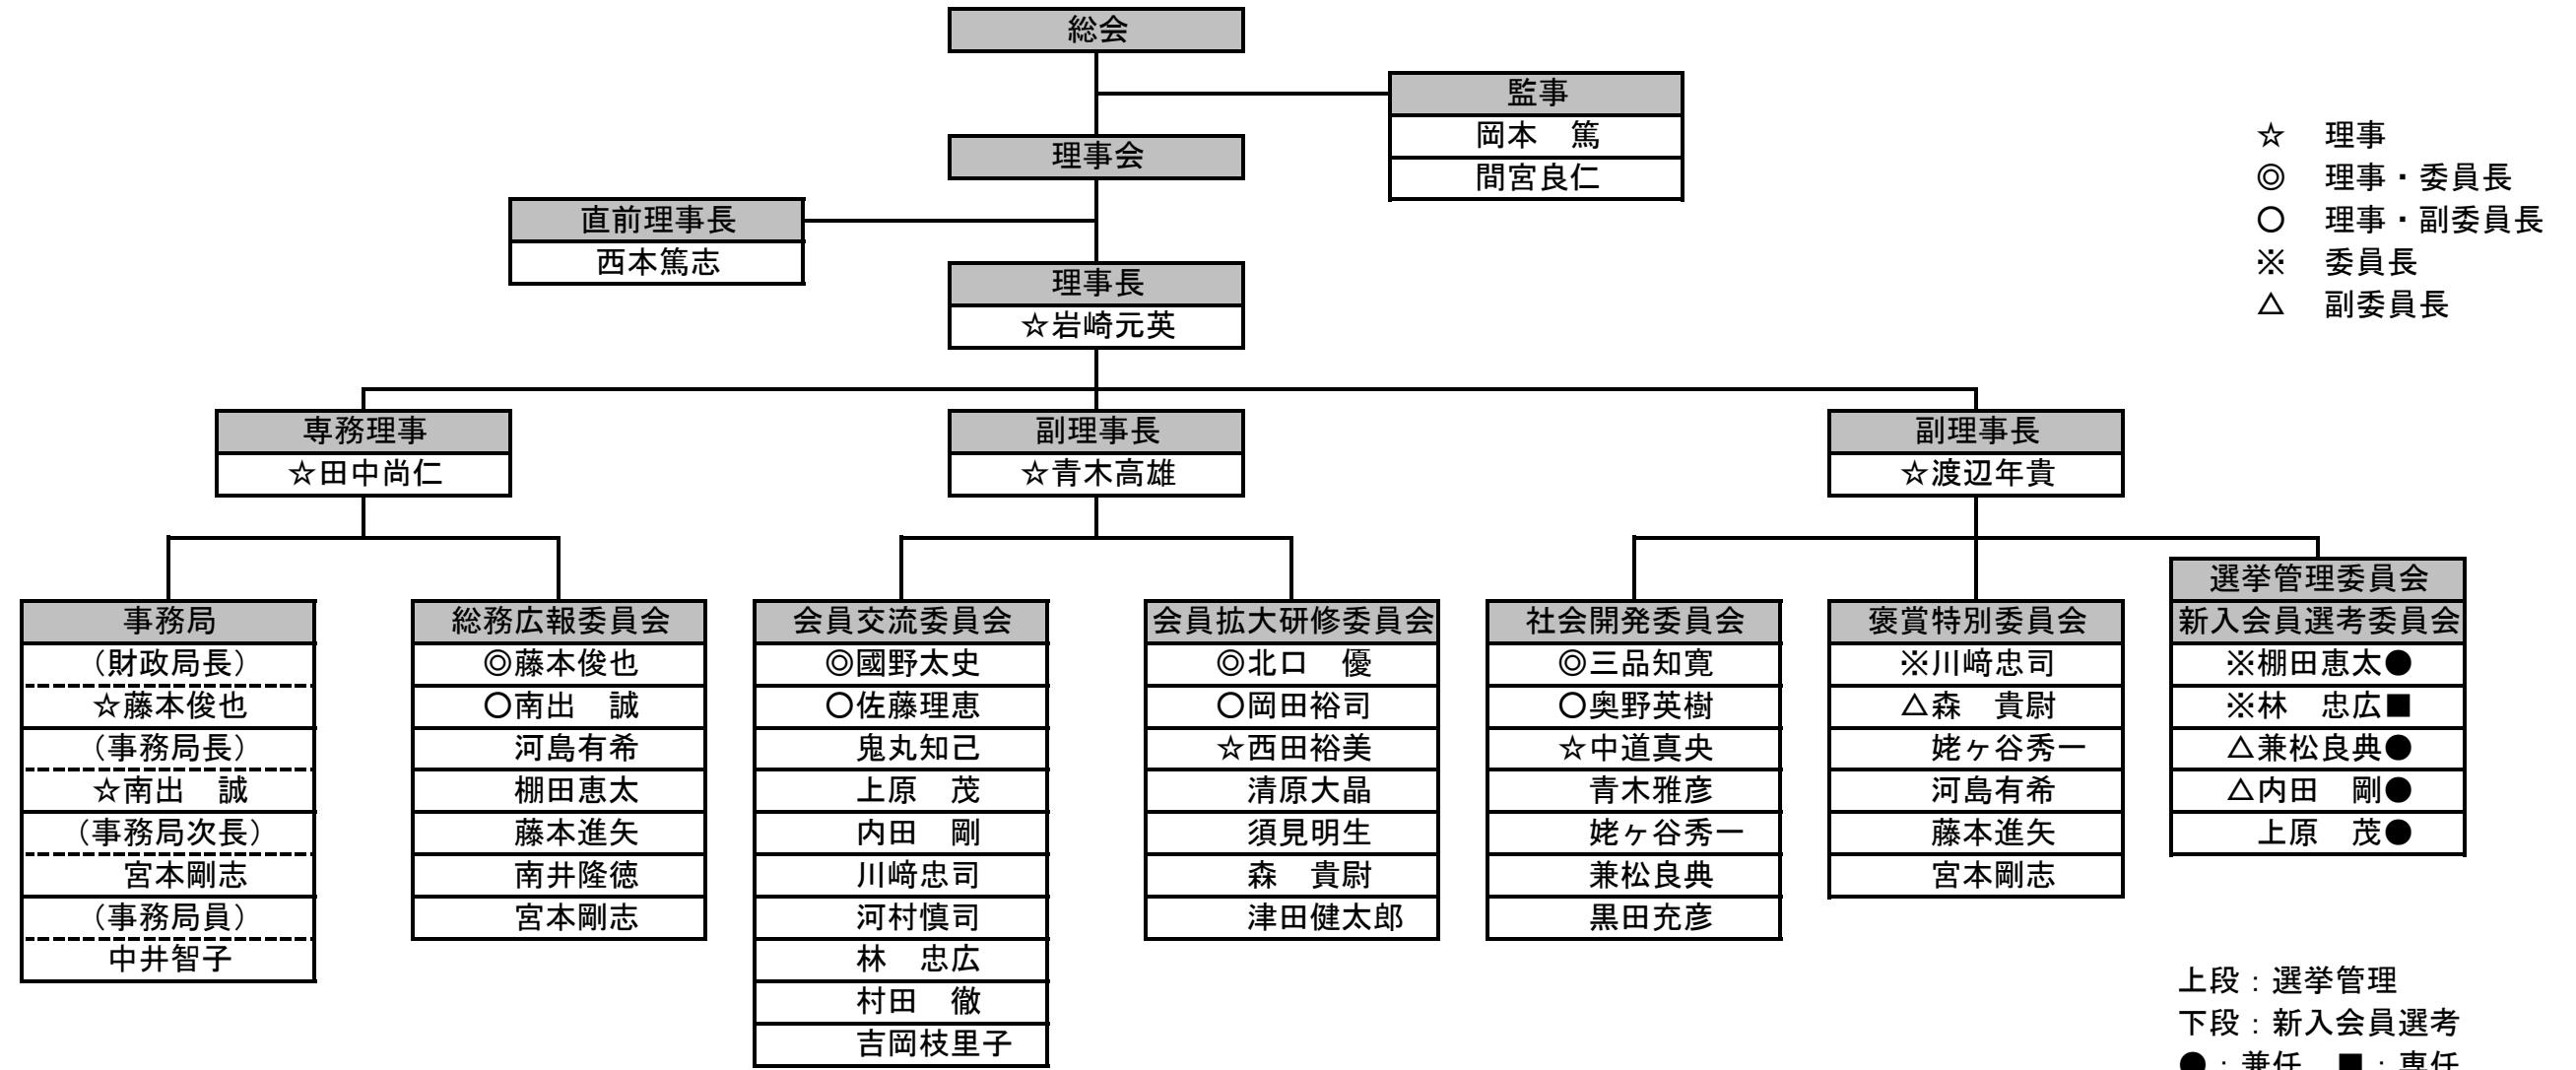 総会
監事
岡本　篤
間宮良仁
☆　理事
◎　理事・委員長
○　理事・副委員長
※　委員長
△　副委員長
理事会
直前理事長
西本篤志
理事長
☆岩崎元英
専務理事
☆田中尚仁
副理事長
☆青木高雄
副理事長
☆渡辺年貴
事務局
（財政局長）
☆藤本俊也
（事務局長）
☆南出　誠
（事務局次長）
宮本剛志
（事務局員）
中井智子
総務広報委員会
◎藤本俊也
○南出　誠
河島有希
棚田恵太
藤本進矢
南井隆徳
宮本剛志
会員交流委員会
◎國野太史
○佐藤理恵
鬼丸知己
上原　茂
内田　剛
川﨑忠司
河村慎司
林　忠広
村田　徹
吉岡枝里子
会員拡大研修委員会
◎北口　優
○岡田裕司
☆西田裕美
清原大晶
須見明生
森　貴尉
津田健太郎
社会開発委員会
◎三品知寛
○奥野英樹
☆中道真央
青木雅彦
姥ヶ谷秀一
兼松良典
黒田充彦
褒賞特別委員会
※川﨑忠司
△森　貴尉
姥ヶ谷秀一
河島有希
藤本進矢
宮本剛志
選挙管理委員会
新入会員選考委員会
※棚田恵太●
※林　忠広■
△兼松良典●
△内田　剛●
上原　茂●
上段：選挙管理
下段：新入会員選考
●：兼任　■：専任